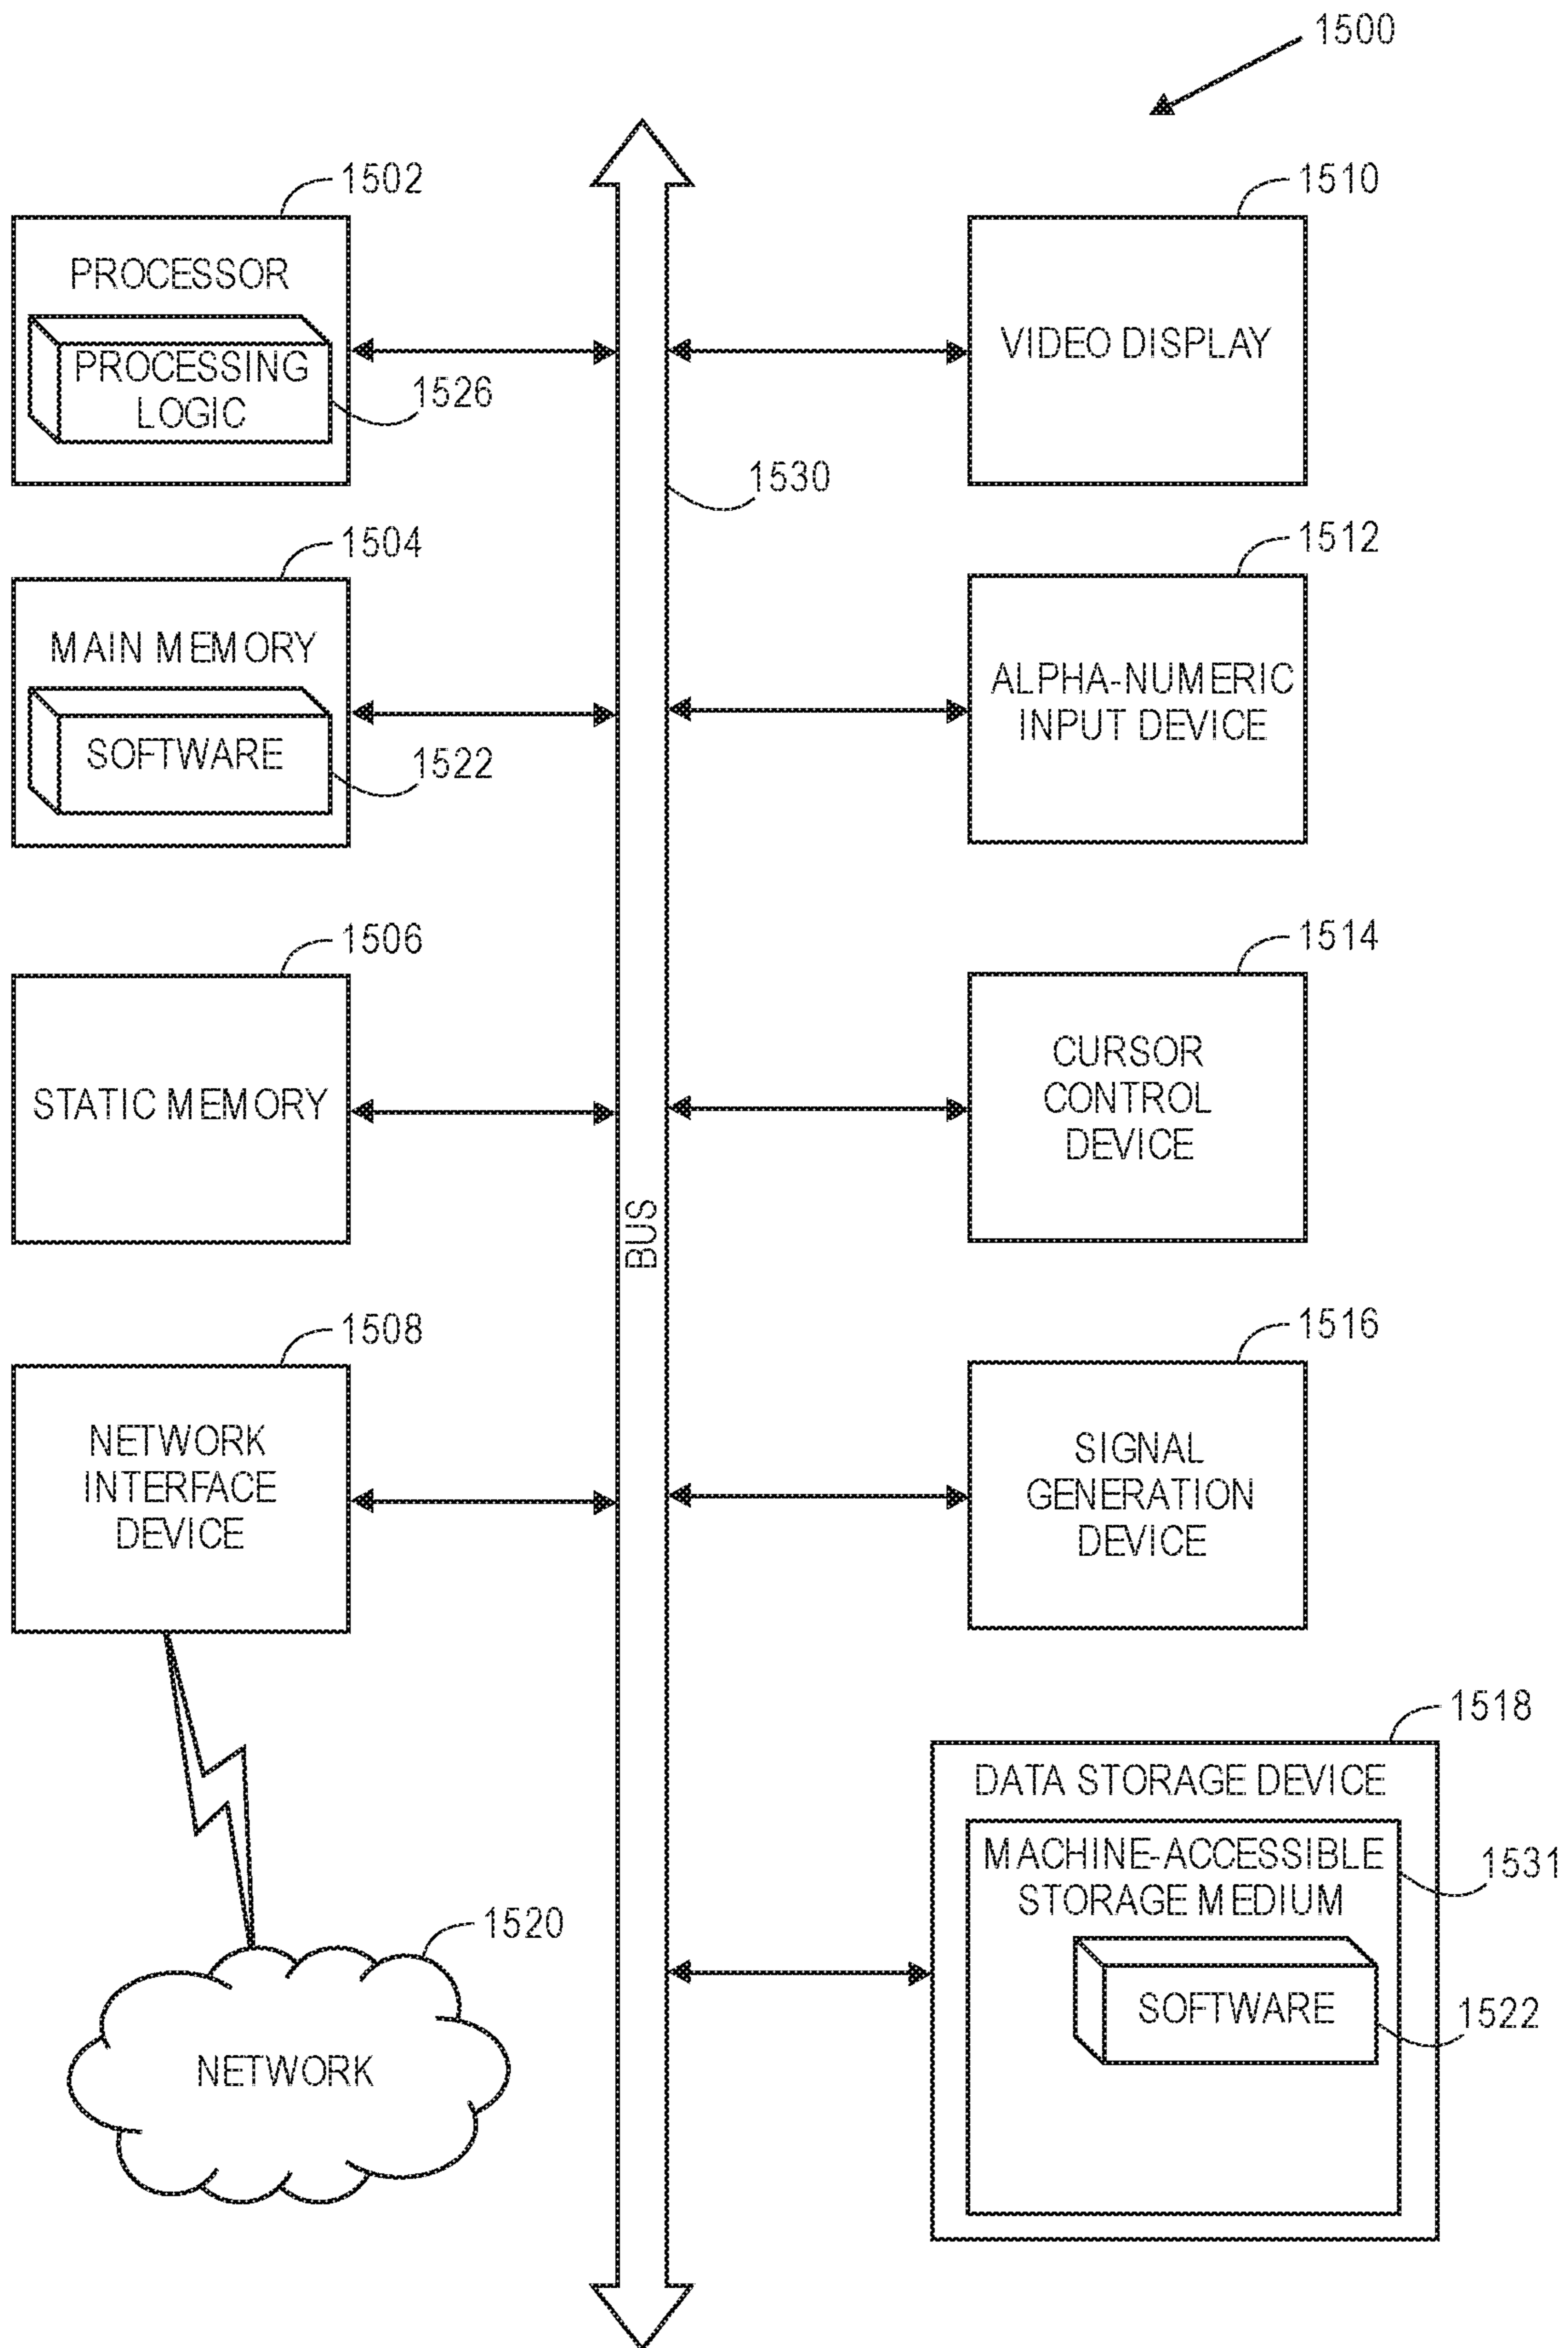 1500
1502
PROCESSOR
PROCESSING
LOGIC
1526
1510
VIDEO DISPLAY
1530
1504
MAIN MEMORY
SOFTWARE
1522
1512
ALPHA-NUMERIC
INPUT DEVICE
1506
STATIC MEMORY
1514
CURSOR
CONTROL
DEVICE
BUS
1508
NETWORK
INTERFACE
DEVICE
1516
SIGNAL
GENERATION
DEVICE
1518
DATA STORAGE DEVICE
MACHINE-ACCESSIBLE
STORAGE MEDIUM
1531
SOFTWARE
1522
1520
NETWORK